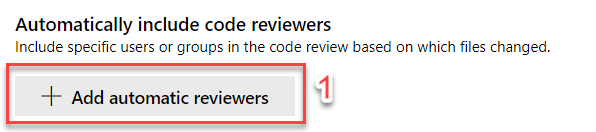 Automatically include code reviewers
Include specific users or groups in the code review based on which files changed.
+ Add automatic reviewers
1